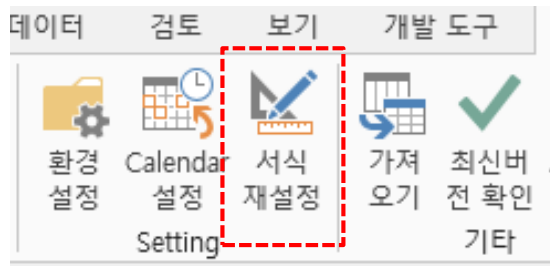 데이터 검토 보기 개발 도구
환경 Calendar 서식 가져 최신버
설정 설정 재설정 오기 전 확인
Setting 기타